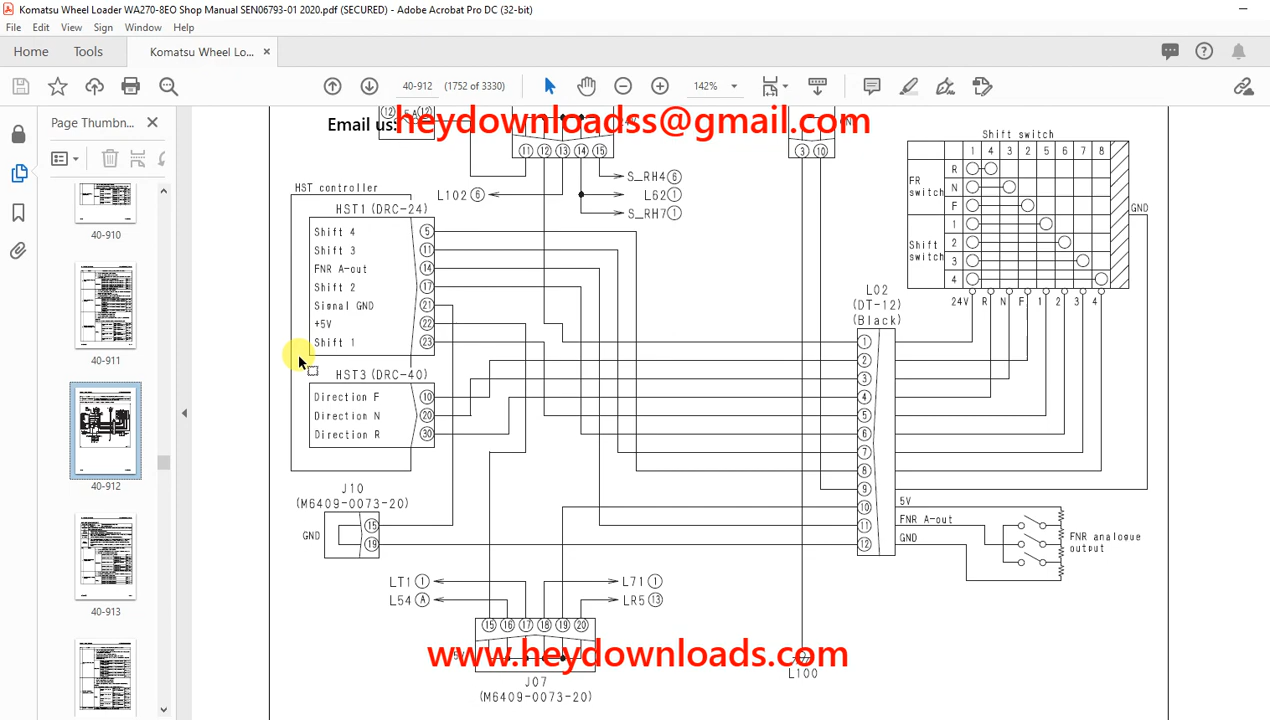 Komatsu Wheel Loader WA270-8EO Shop Manual SEN06793-01 2020.pdf (SECURED) - Adobe Acrobat Pro DC (32-bit)
File Edit View Sign Window Help
Home Tools Komatsu Wheel Lo... ×
40-912 (1752 of 3330) 142%
Page Thumbn...
Email us:
heydownloadss@gmail.com
40-910
40-911
40-912
40-913
11 12 13 14 15
3 10
S_RH4 6
L102 6
L62 1
S_RH7 1
HST controller
HST1 (DRC-24)
Shift 4 5
Shift 3 11
FNR A-out 14
Shift 2 17
Signal GND 21
+5V 22
Shift 1 23
HST3 (DRC-40)
Direction F 10
Direction N 20
Direction R 30
J10
(M6409-0073-20)
GND
15
19
LT1 1
L54 A
L71 1
LR5 13
15 16 17 18 19 20
www.heydownloads.com
J07
(M6409-0073-20)
L100
L02
(DT-12)
(Black)
1
2
3
4
5
6
7
8
9
10
11
12
Shift switch
1 4 3 2 5 6 7 8
FR switch
R
N
F
Shift switch
1
2
3
4
GND
24V R N F 1 2 3 4
5V
FNR A-out
GND
FNR analogue
output